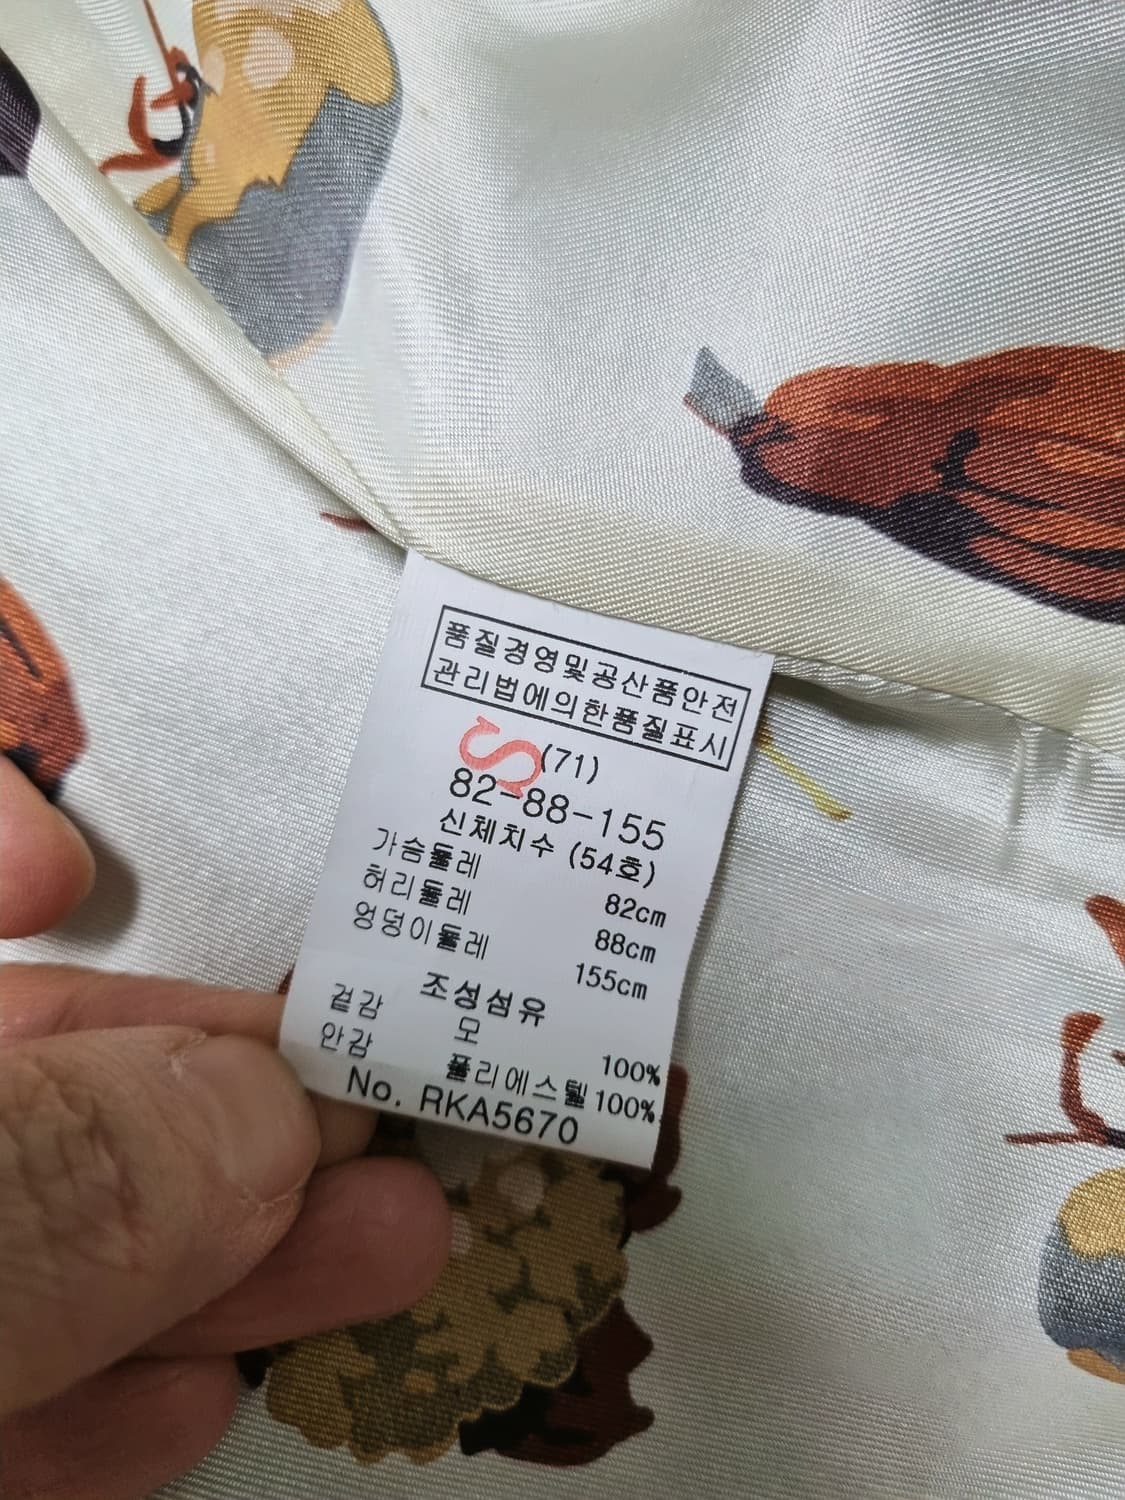 품질경영및공산품안전
관리법에의한품질표시
S (71)
82-88-155
신체치수 (54호)
가슴둘레 82cm
허리둘레 88cm
엉덩이둘레 155cm
조성섬유
겉감 모 100%
안감 폴리에스텔 100%
No. RKA5670